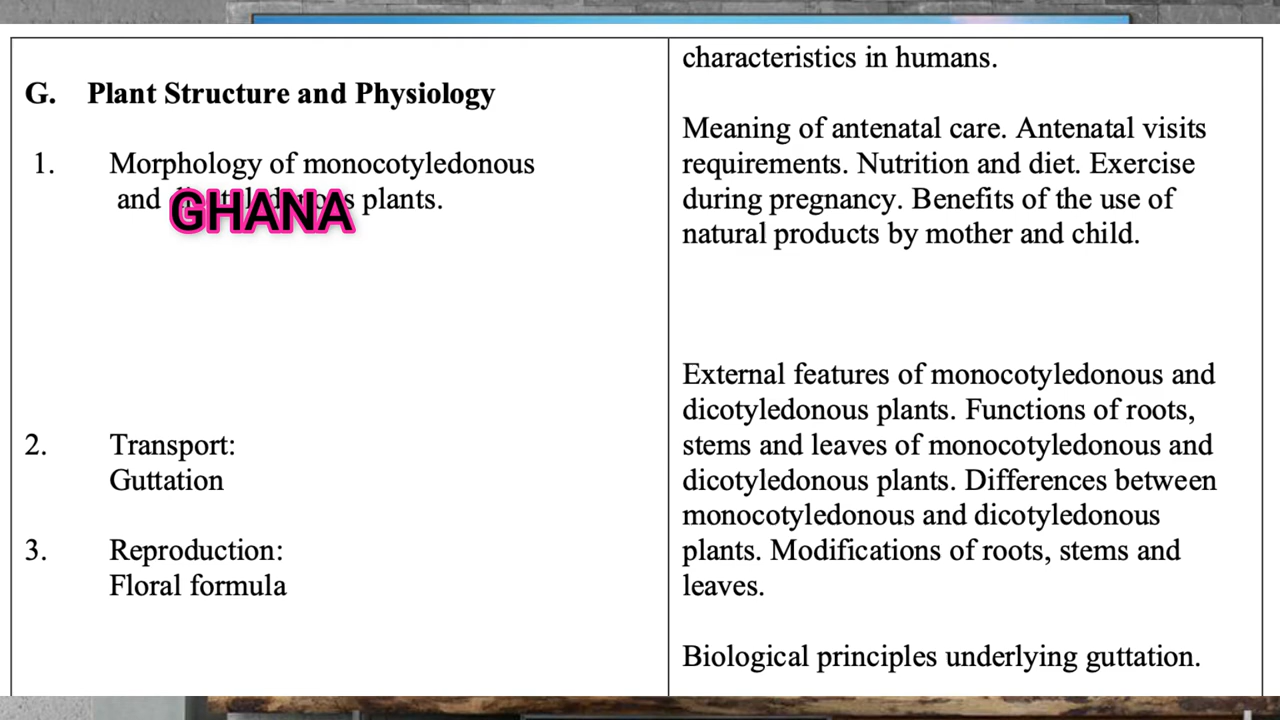 G. Plant Structure and Physiology
1. Morphology of monocotyledonous
and plants.
GHANA
2. Transport:
Guttation
3. Reproduction:
Floral formula
characteristics in humans.
Meaning of antenatal care. Antenatal visits
requirements. Nutrition and diet. Exercise
during pregnancy. Benefits of the use of
natural products by mother and child.
External features of monocotyledonous and
dicotyledonous plants. Functions of roots,
stems and leaves of monocotyledonous and
dicotyledonous plants. Differences between
monocotyledonous and dicotyledonous
plants. Modifications of roots, stems and
leaves.
Biological principles underlying guttation.